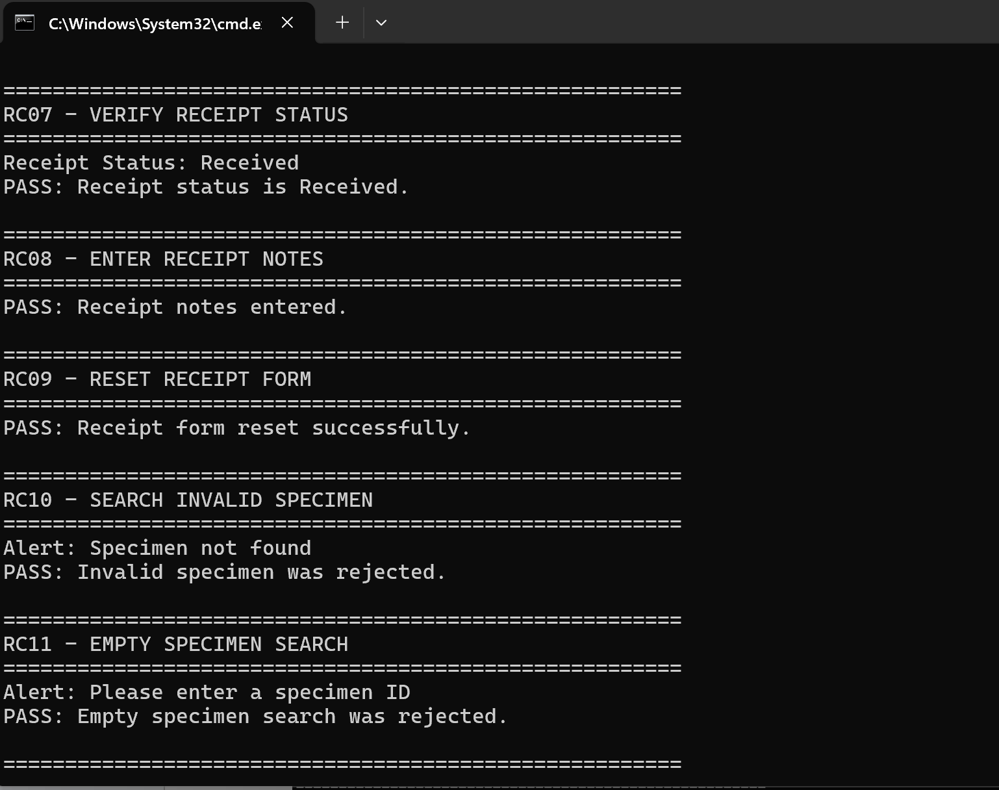 C:\Windows\System32\cmd.e
=======================================================
RC07 - VERIFY RECEIPT STATUS
=======================================================
Receipt Status: Received
PASS: Receipt status is Received.
=======================================================
RC08 - ENTER RECEIPT NOTES
=======================================================
PASS: Receipt notes entered.
=======================================================
RC09 - RESET RECEIPT FORM
=======================================================
PASS: Receipt form reset successfully.
=======================================================
RC10 - SEARCH INVALID SPECIMEN
=======================================================
Alert: Specimen not found
PASS: Invalid specimen was rejected.
=======================================================
RC11 - EMPTY SPECIMEN SEARCH
=======================================================
Alert: Please enter a specimen ID
PASS: Empty specimen search was rejected.
=======================================================